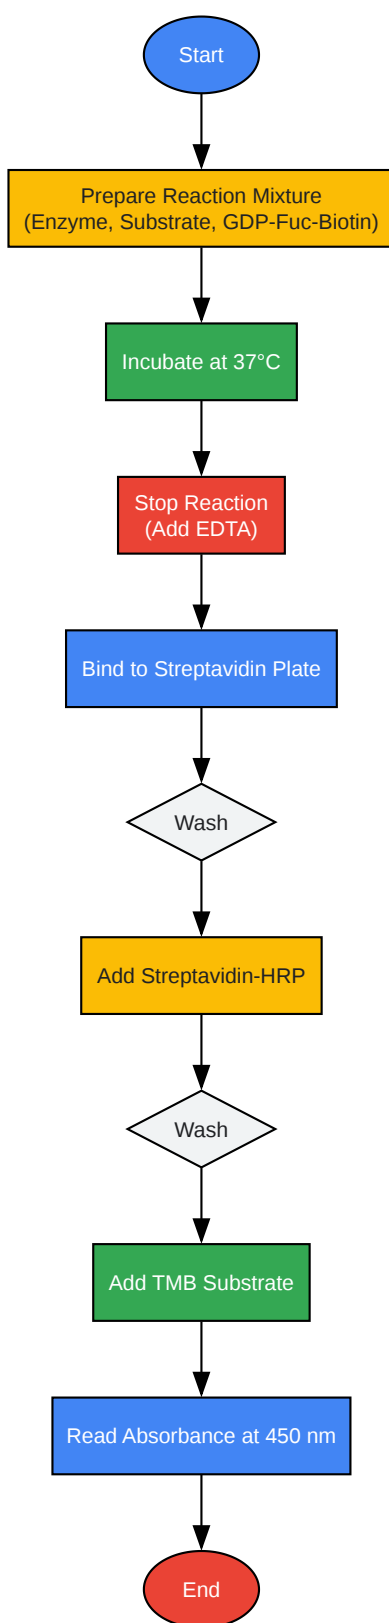 Start
Prepare Reaction Mixture
(Enzyme, Substrate, GDP-Fuc-Biotin)
Incubate at 37°C
Stop Reaction
(Add EDTA)
Bind to Streptavidin Plate
Wash
Add Streptavidin-HRP
Wash
Add TMB Substrate
Read Absorbance at 450 nm
End